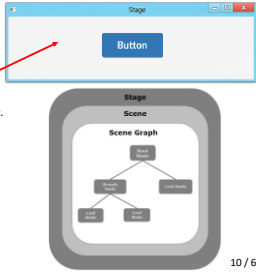 Stage
Button
.
Stage
Scene
Scene Graph
Root
Node
Branch
Node
Leaf Node
Leaf
Node
Leaf
Node
10 / 6